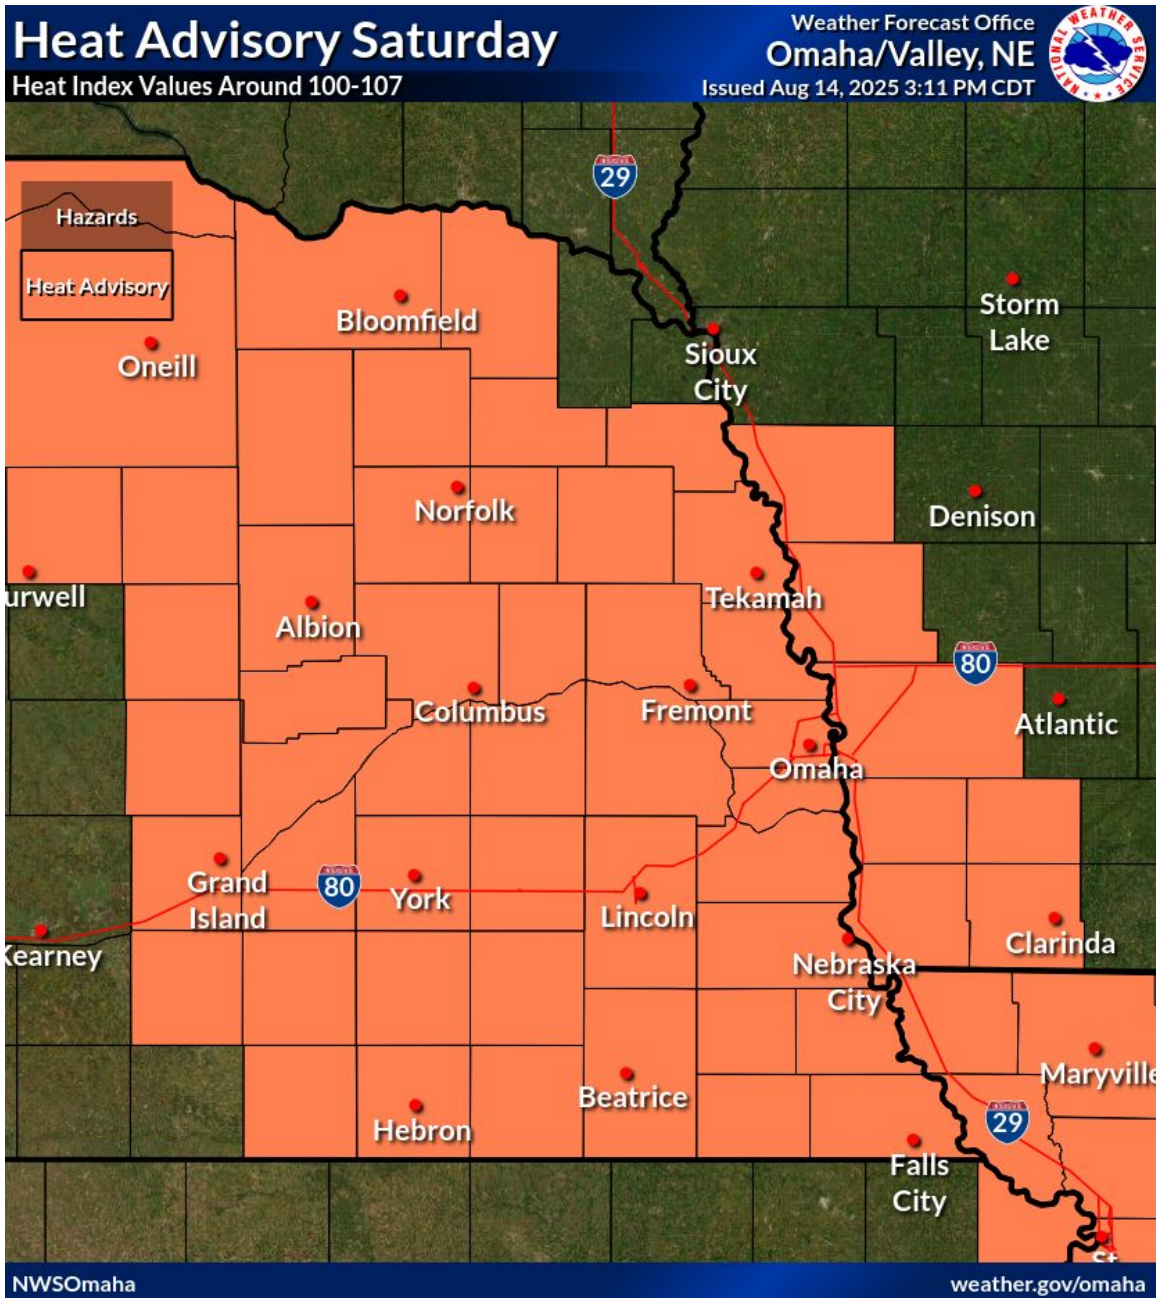 Heat Advisory Saturday
Heat Index Values Around 100-107
Weather Forecast Office
Omaha/Valley, NE
Issued Aug 14, 2025 3:11 PM CDT
NATIONAL WEATHER SERVICE
29
Hazards
Heat Advisory
Bloomfield
Oneill
Storm
Lake
Sioux
City
Norfolk
Denison
urwell
Tekamah
Albion
80
Columbus
Fremont
Atlantic
Omaha
Grand
Island
80
York
Lincoln
Clarinda
Kearney
Nebraska
City
Maryville
Beatrice
Hebron
29
Falls
City
St
NWSOmaha
weather.gov/omaha